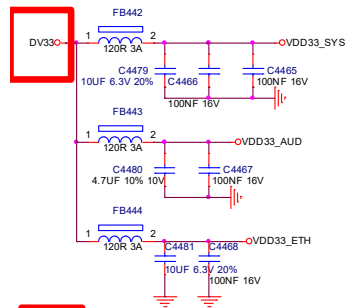 FB442
DV33 1 2 VDD33_SYS
120R 3A
C4479 C4465
10UF 6.3V 20% C4466 100NF 16V
100NF 16V
FB443
1 2 VDD33_AUD
120R 3A
C4480 C4467
4.7UF 10% 10V 100NF 16V
FB444
1 2 VDD33_ETH
120R 3A
C4481 C4468
10UF 6.3V 20%
100NF 16V